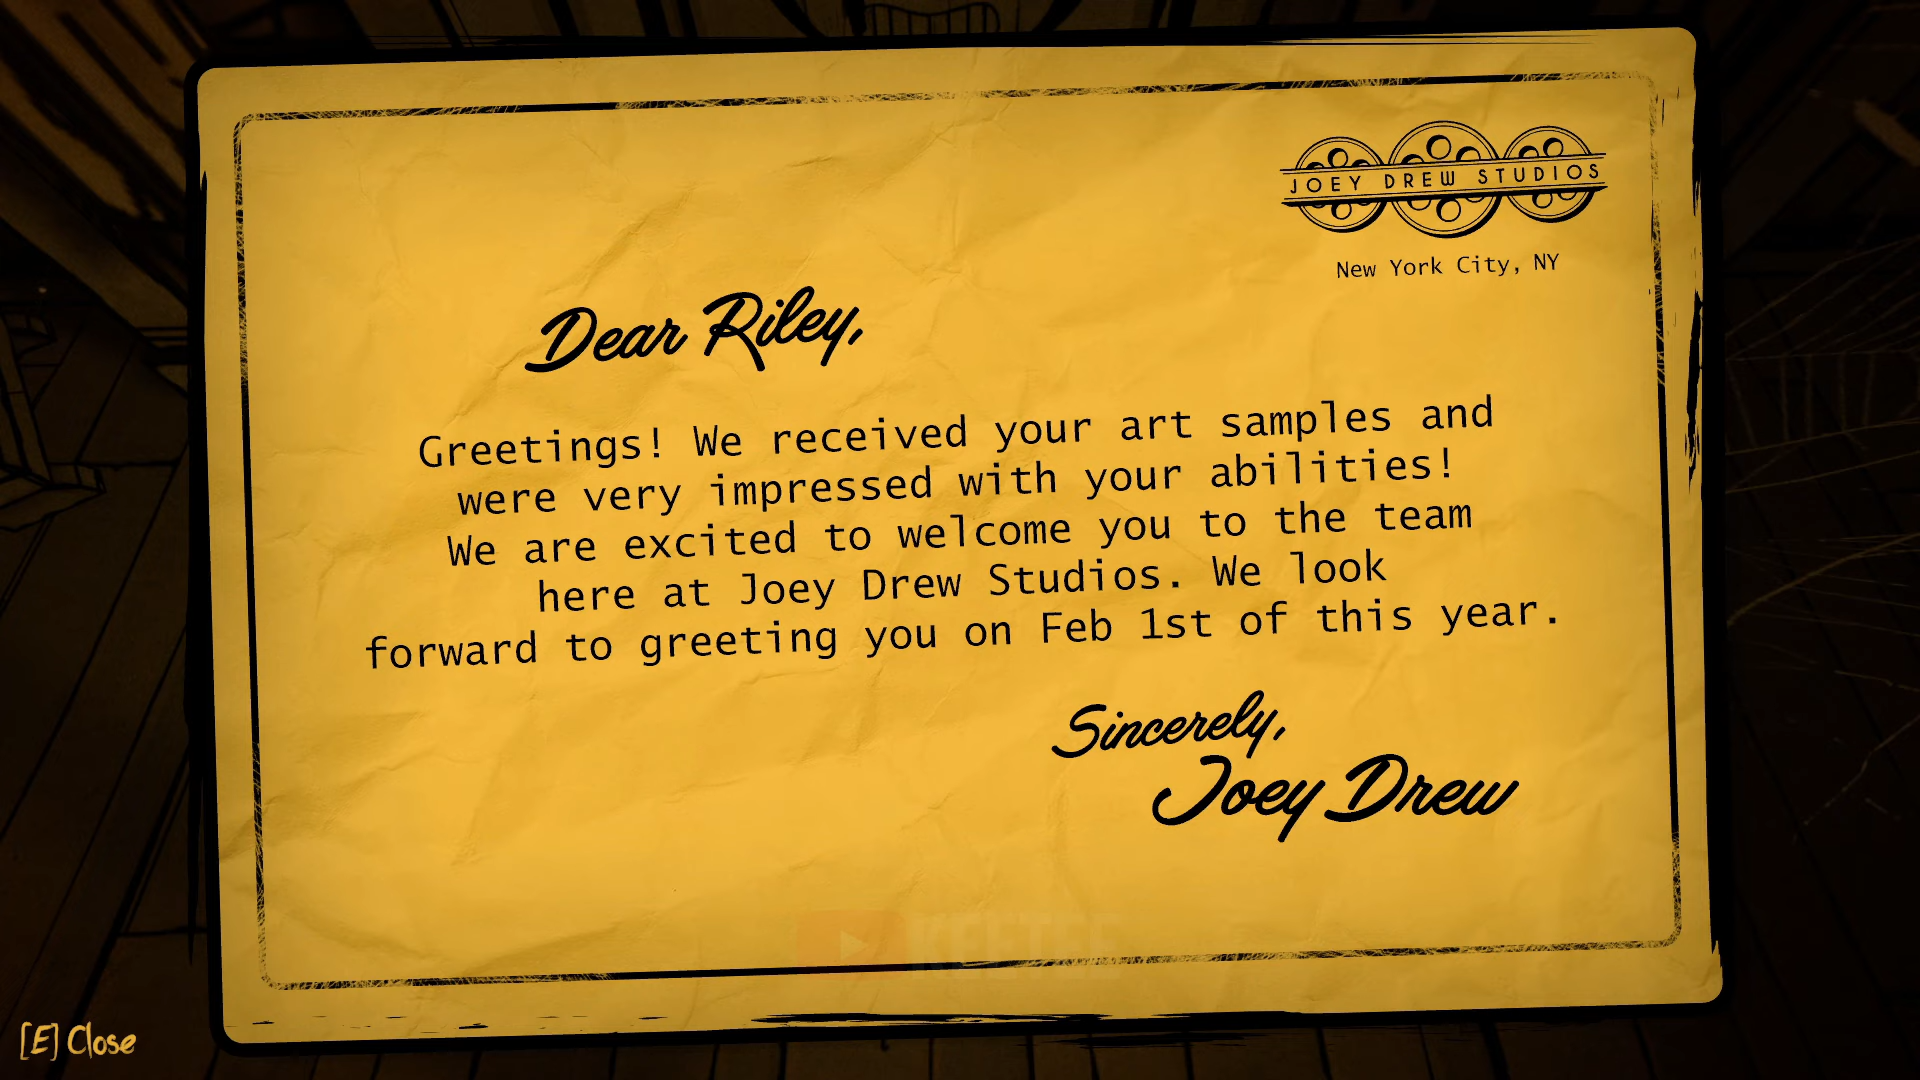 JOEY DREW STUDIOS
New York City, NY
Dear Riley,
Greetings! We received your art samples and
were very impressed with your abilities!
We are excited to welcome you to the team
here at Joey Drew Studios. We look
forward to greeting you on Feb 1st of this year.
Sincerely,
Joey Drew
[E] Close